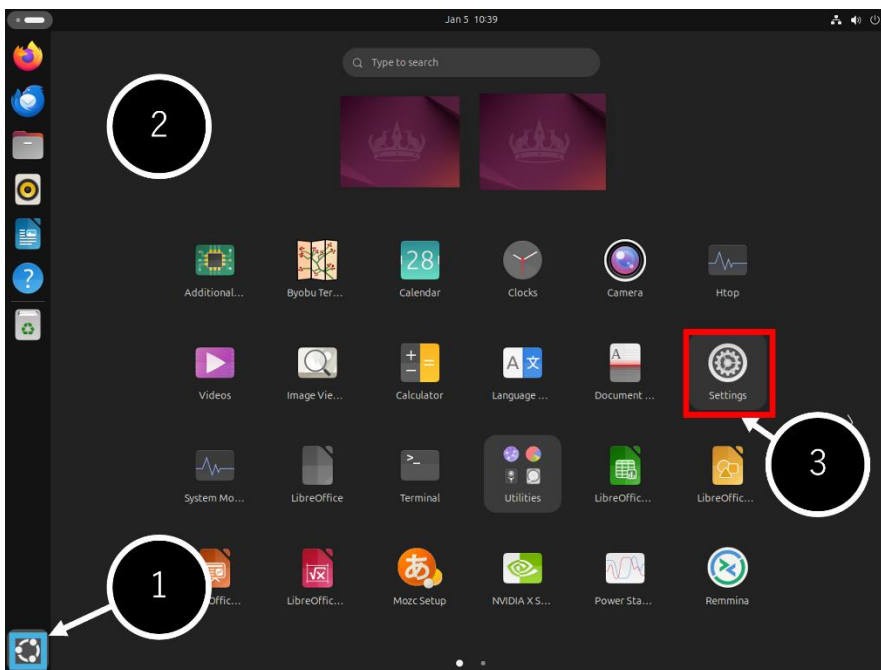 Jan 5 10:39
Type to search
2
28
Additional...
Byobu Ter...
Calendar
Clocks
Camera
Htop
A
A 文
Videos
Image Vie...
Calculator
Language ...
Document ...
Settings
3
>_
System Mo...
LibreOffice
Terminal
Utilities
LibreOffic...
LibreOffic...
1
√x
あ
Offic...
LibreOffic...
Mozc Setup
NVIDIA X S...
Power Sta...
Remmina